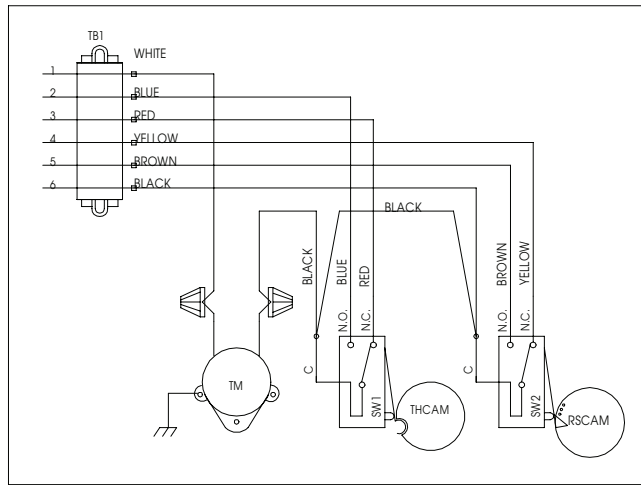 TB1
WHITE
1
2
BLUE
3
RED
4
YELLOW
5
BROWN
6
BLACK
BLACK
BLACK
BLUE
RED
BROWN
YELLOW
N.O.
N.C.
N.O.
N.C.
C
C
TM
SW1
THCAM
SW2
RSCAM